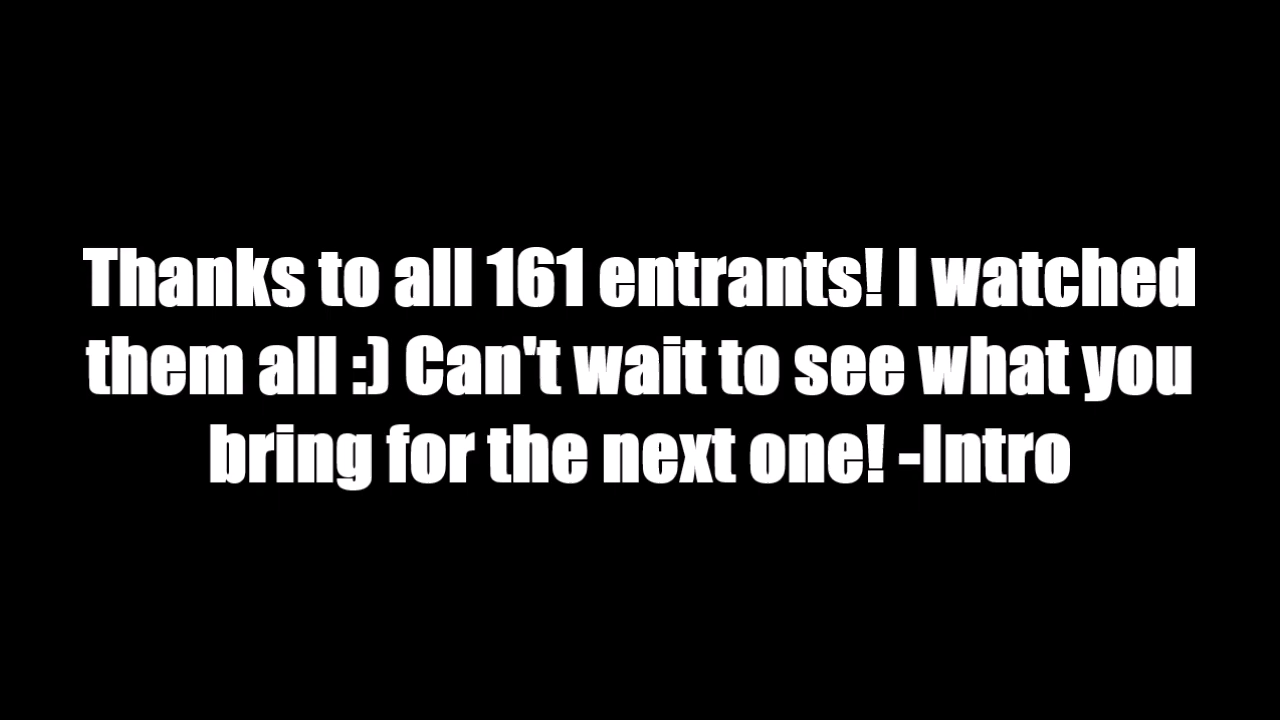 Thanks to all 161 entrants! I watched
them all :) Can't wait to see what you
bring for the next one! -Intro